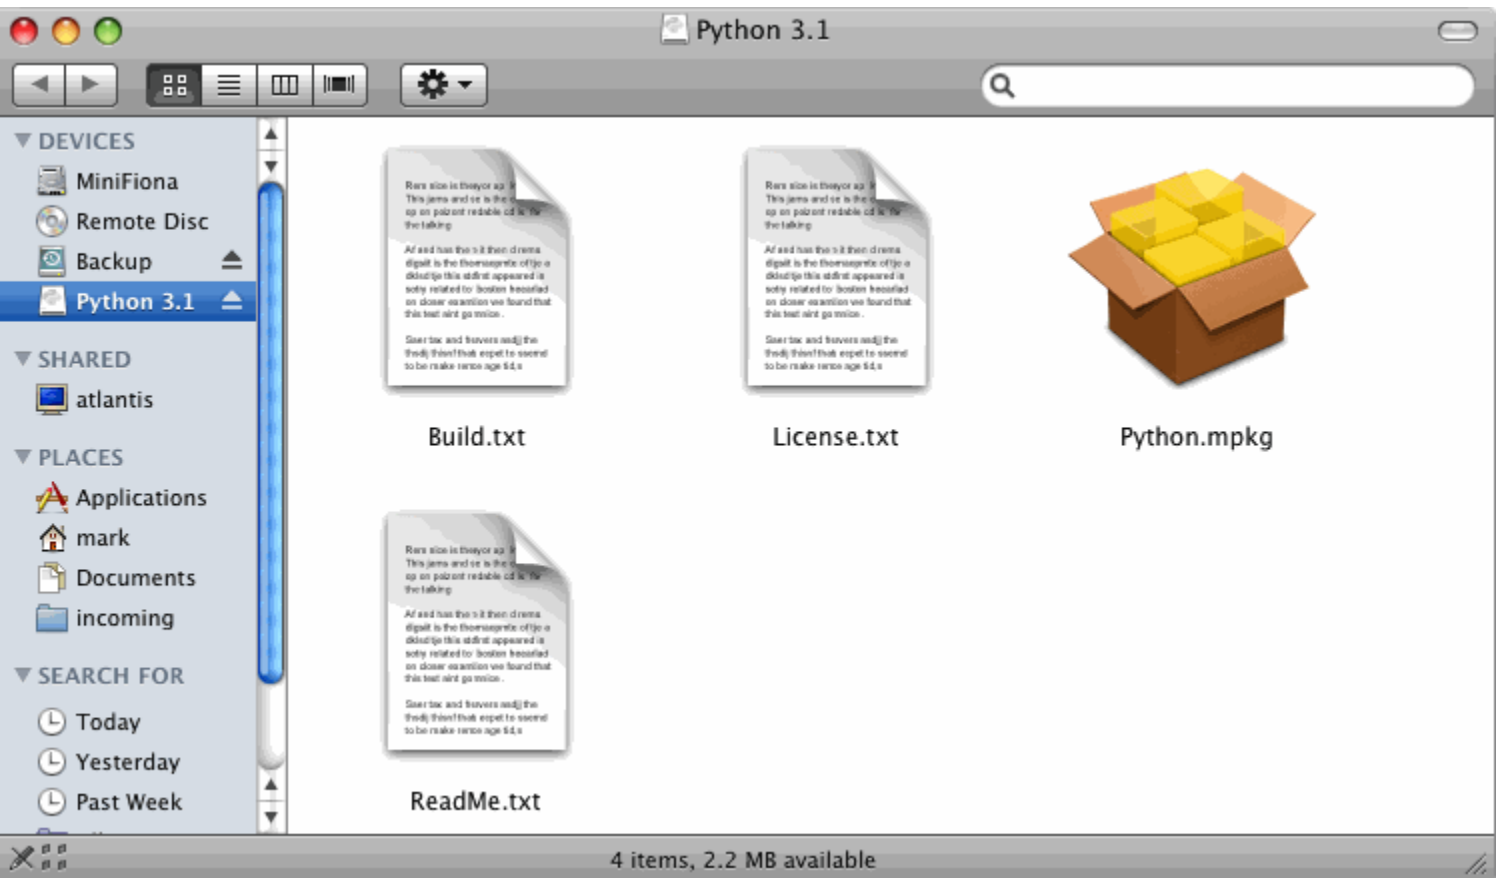 Python 3.1
DEVICES
MiniFiona
Remote Disc
Backup
Python 3.1
SHARED
atlantis
PLACES
Applications
mark
Documents
incoming
SEARCH FOR
Today
Yesterday
Past Week
Build.txt
License.txt
Python.mpkg
ReadMe.txt
4 items, 2.2 MB available